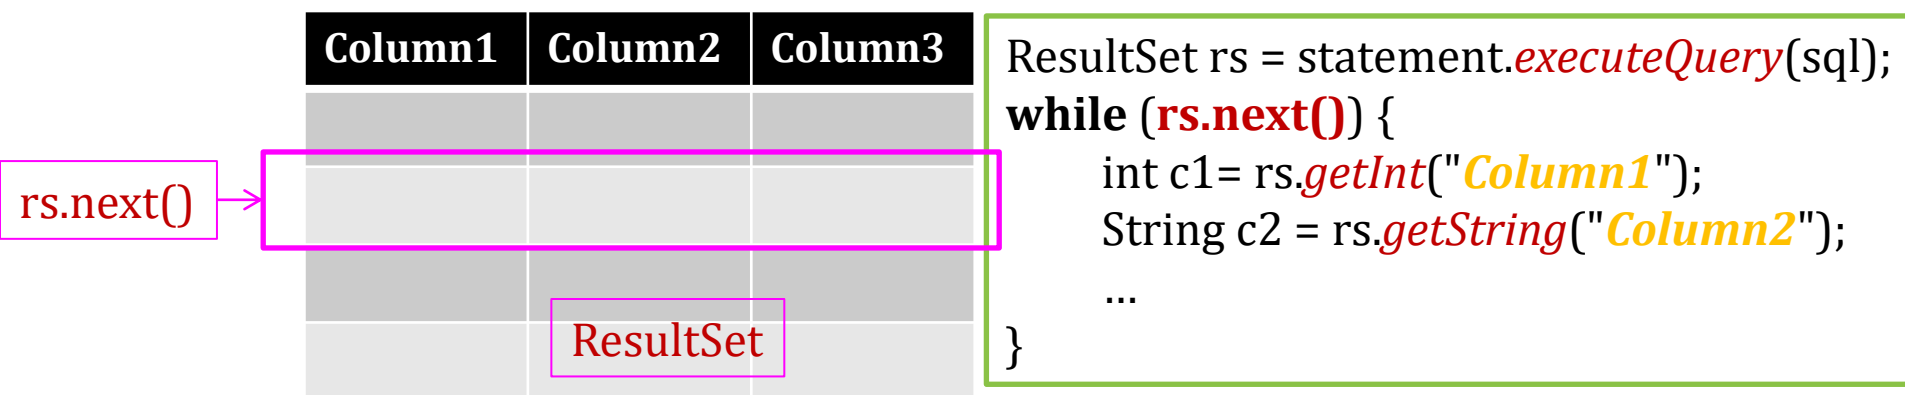 Column1 Column2 Column3
rs.next()
ResultSet
ResultSet rs = statement.executeQuery(sql);
while (rs.next()) {
int c1= rs.getInt("Column1");
String c2 = rs.getString("Column2");
...
}